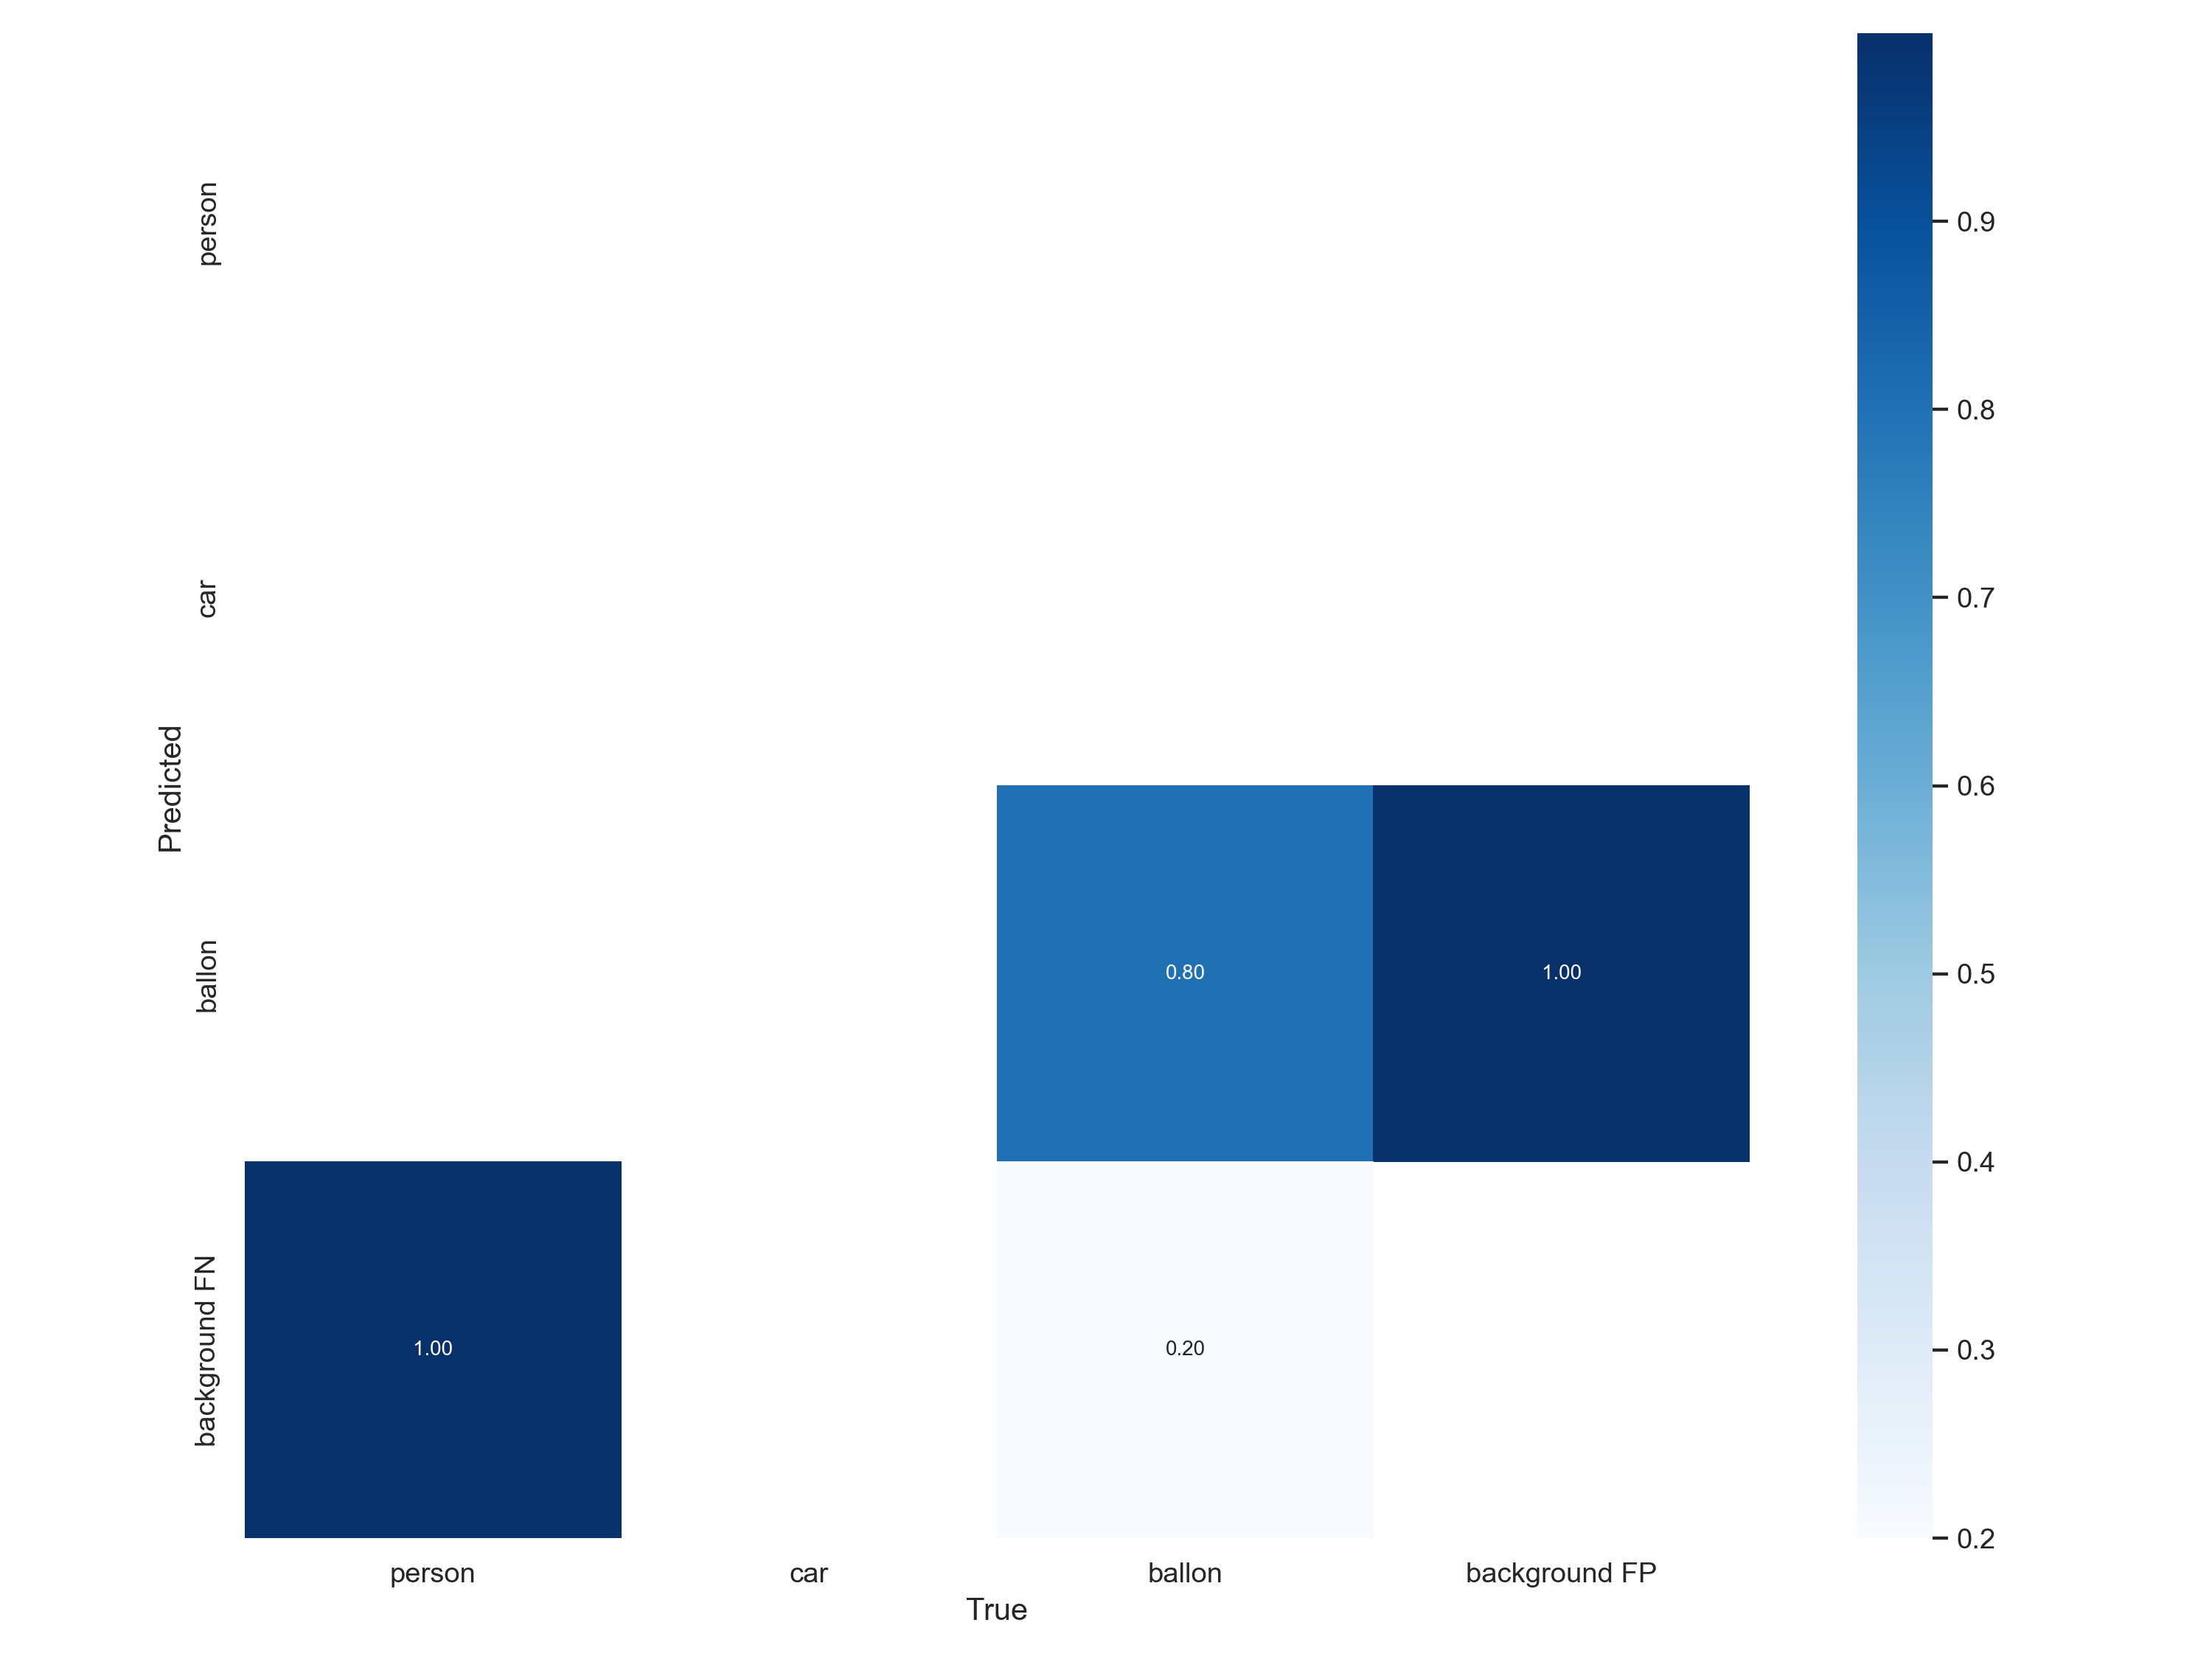 person
car
ballon
background FN
Predicted
0.80
1.00
1.00
0.20
person
car
ballon
background FP
True
0.9
0.8
0.7
0.6
0.5
0.4
0.3
0.2